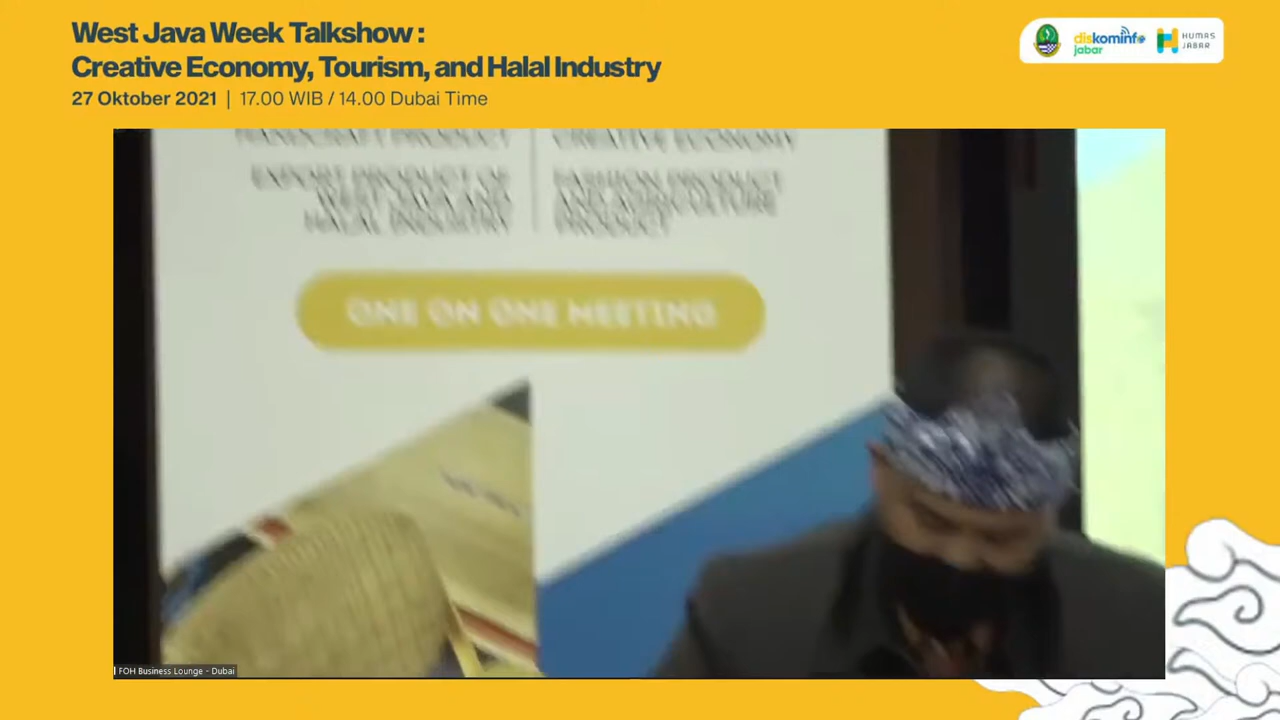 West Java Week Talkshow :
Creative Economy, Tourism, and Halal Industry
27 Oktober 2021 | 17.00 WIB / 14.00 Dubai Time
diskominfo
jabar
HUMAS
JABAR
HANDCRAFT PRODUCT
CREATIVE ECONOMY
EXPORT PRODUCT OF
WEST JAVA AND
HALAL INDUSTRY
FASHION PRODUCT
AND AGRICULTURE
PRODUCT
ONE ON ONE MEETING
FOH Business Lounge - Dubai